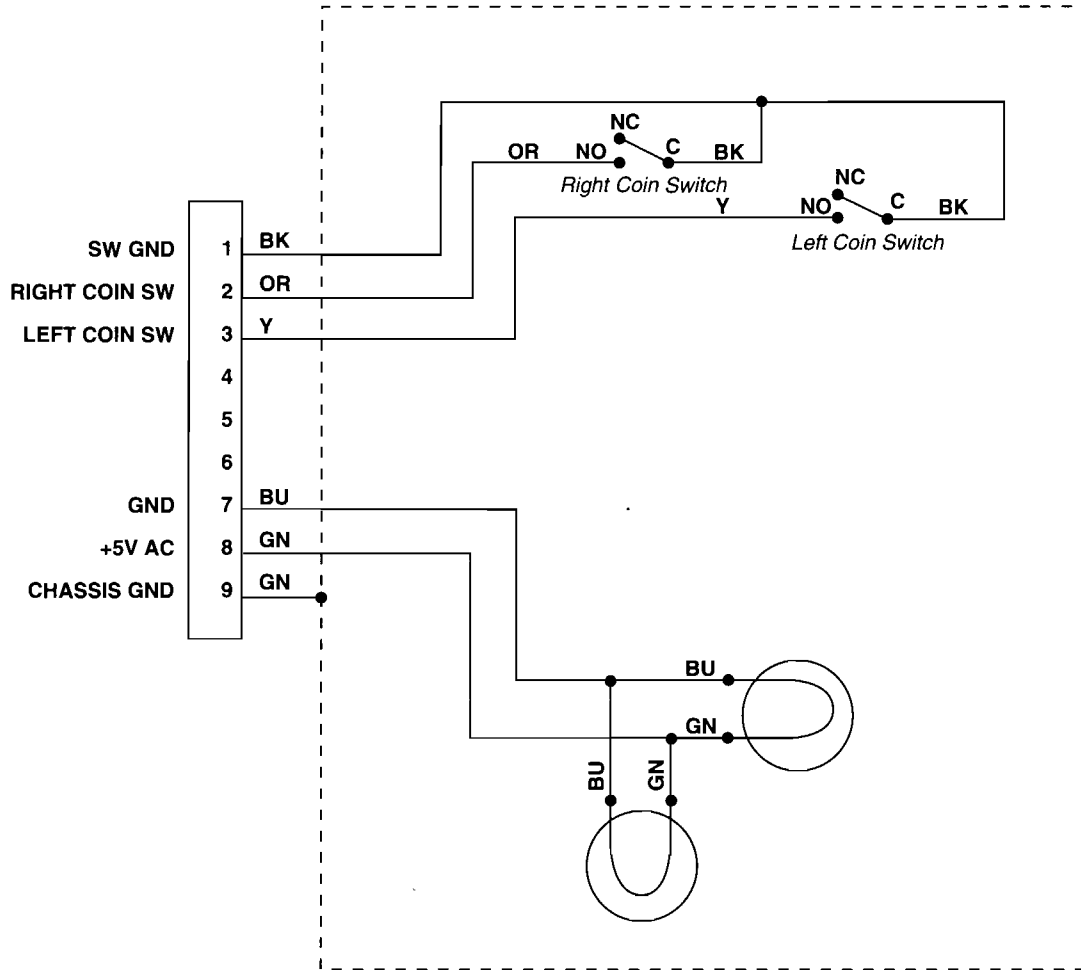 NC
OR NO C BK
Right Coin Switch
NC
Y NO C BK
Left Coin Switch
SW GND 1 BK
RIGHT COIN SW 2 OR
LEFT COIN SW 3 Y
4
5
6
GND 7 BU
+5V AC 8 GN
CHASSIS GND 9 GN
BU
GN
BU GN